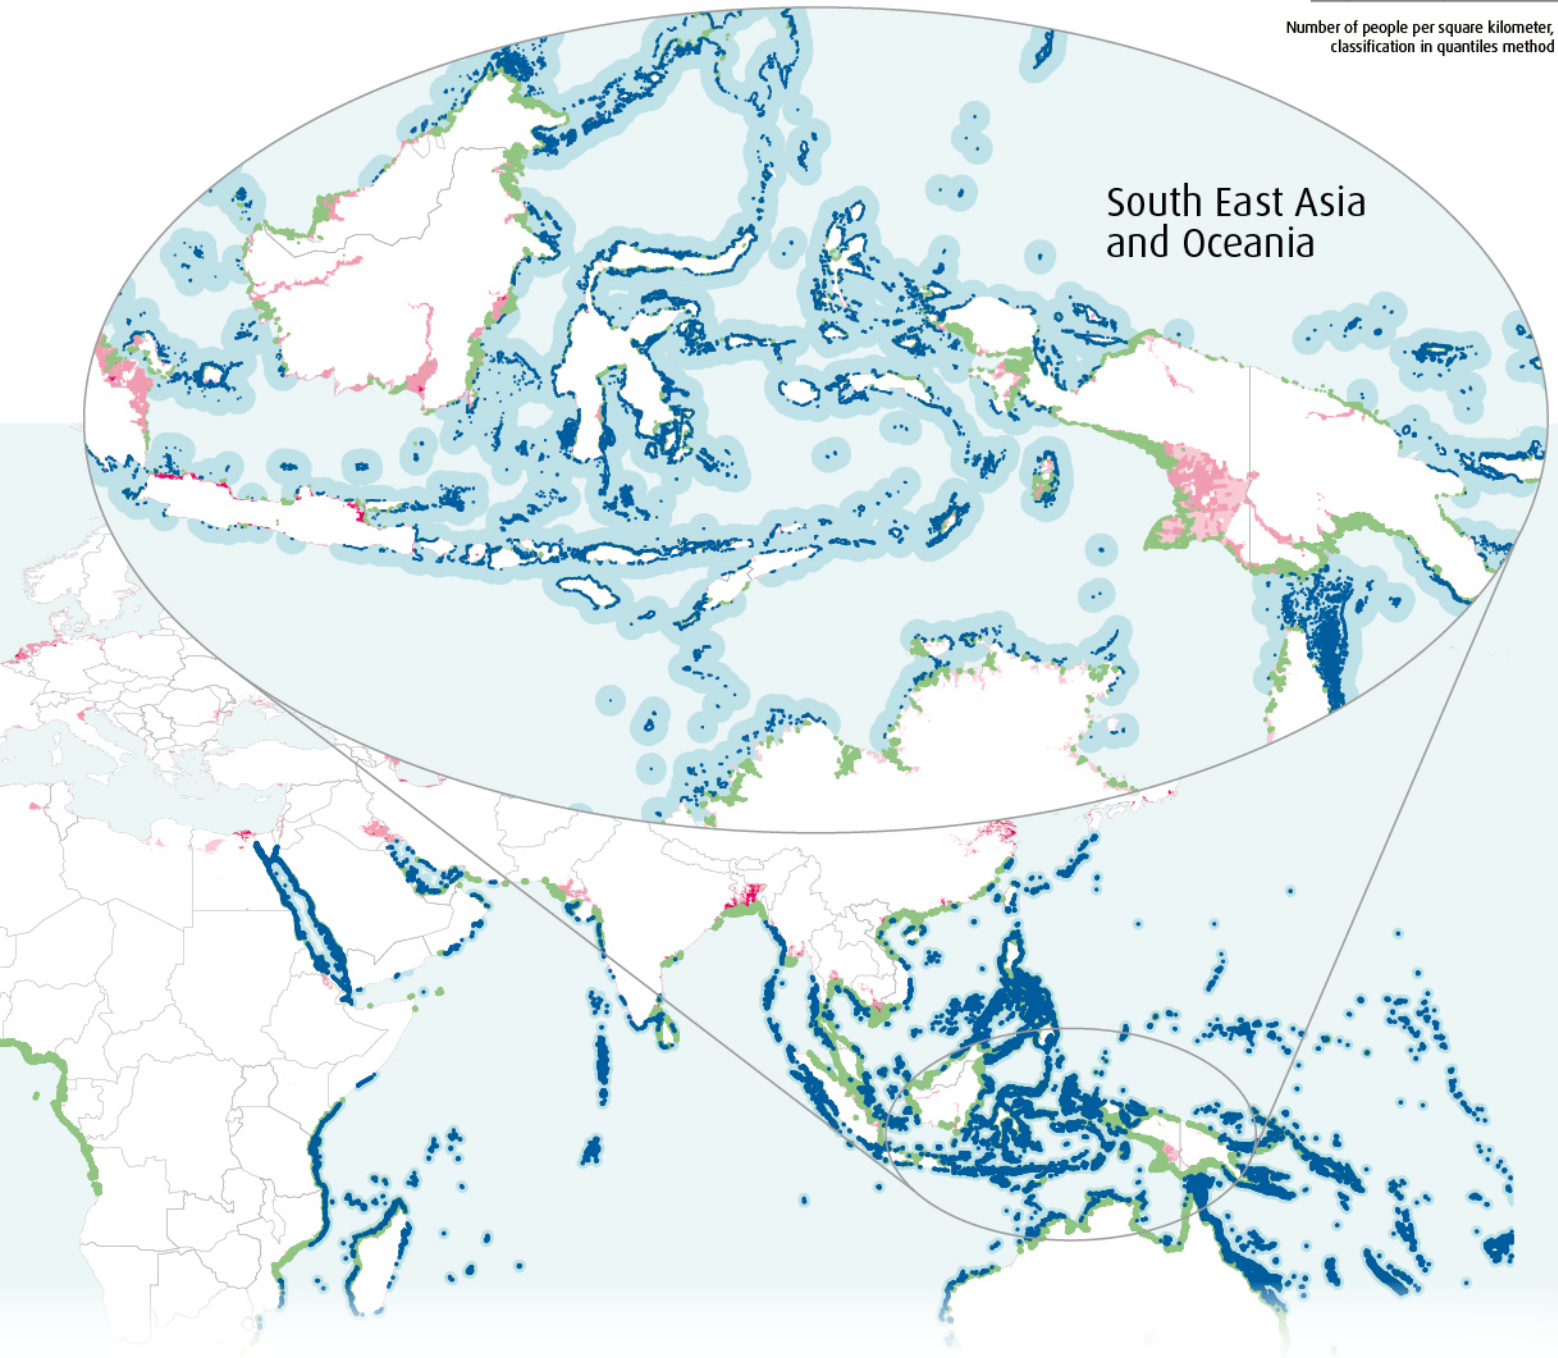 Number of people per square kilometer,
classification in quantiles method
South East Asia
and Oceania